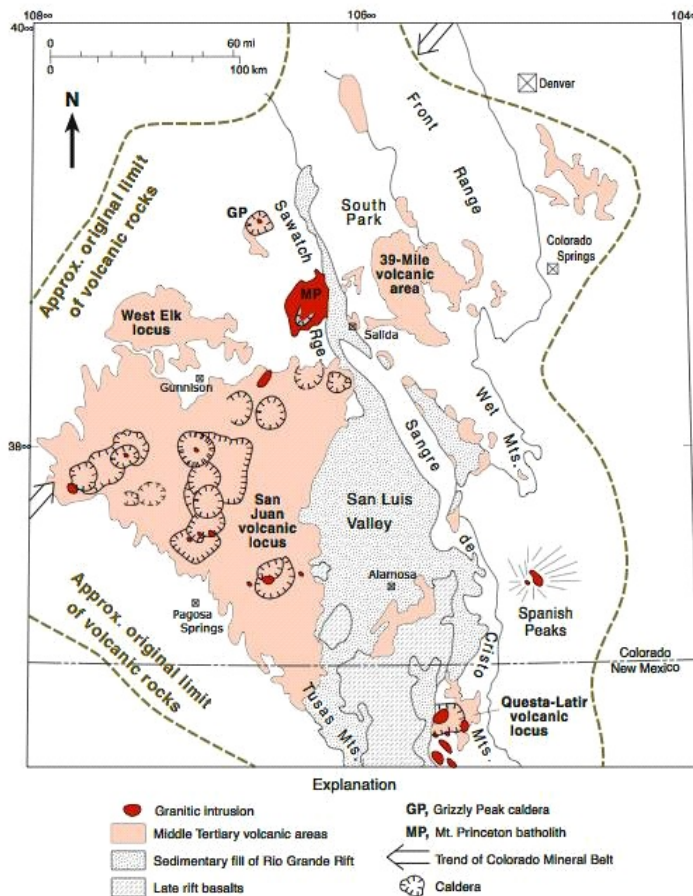 108°°
106°°
104°°
40°°
0 60 mi
0 100 km
N
Denver
Front
Range
South
Park
GP
Sawatch
Rge
MP
39-Mile
volcanic
area
Colorado
Springs
Approx. original limit
of volcanic rocks
West Elk
locus
Salida
Gunnison
Wet Mts.
38°°
Sangre
de
Cristo
Mts.
San Luis
Valley
San
Juan
volcanic
locus
Alamosa
Spanish
Peaks
Pagosa
Springs
Approx. original limit
of volcanic rocks
Colorado
New Mexico
Tusas Mts.
Questa-Latir
volcanic
locus
Explanation
Granitic intrusion
Middle Tertiary volcanic areas
Sedimentary fill of Rio Grande Rift
Late rift basalts
GP, Grizzly Peak caldera
MP, Mt. Princeton batholith
Trend of Colorado Mineral Belt
Caldera